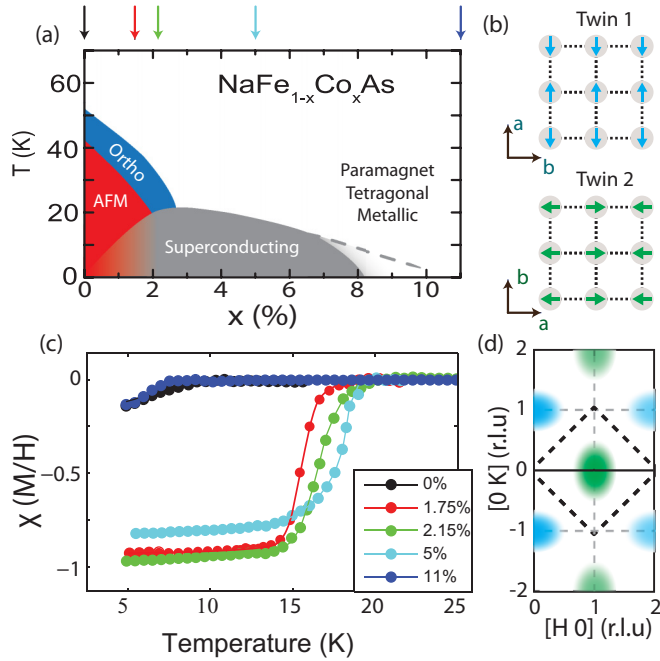 (a)
NaFe1-xCoxAs
T (K)
60
40
20
0
Ortho
AFM
Superconducting
Paramagnet
Tetragonal
Metallic
0 2 4 6 8 10
x (%)
(b)
Twin 1
a
b
Twin 2
b
a
(c)
χ (M/H)
0
-0.5
-1
0%
1.75%
2.15%
5%
11%
5 10 15 20 25
Temperature (K)
(d)
[0 K] (r.l.u)
2
1
0
-1
-2
0 1 2
[H 0] (r.l.u)